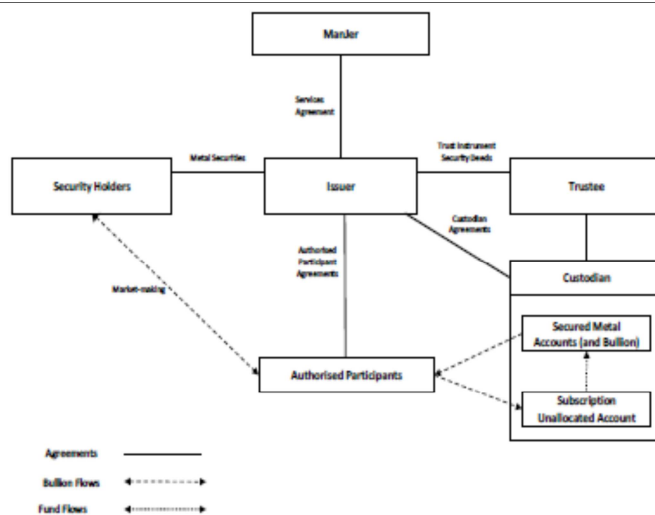 ManJer
Services
Agreement
Metal Securities
Trust Instrument
Security Deeds
Security Holders
Issuer
Trustee
Custodian
Agreements
Authorised
Participant
Agreements
Custodian
Market-making
Secured Metal
Accounts (and Bullion)
Authorised Participants
Subscription
Unallocated Account
Agreements
Bullion Flows
Fund Flows